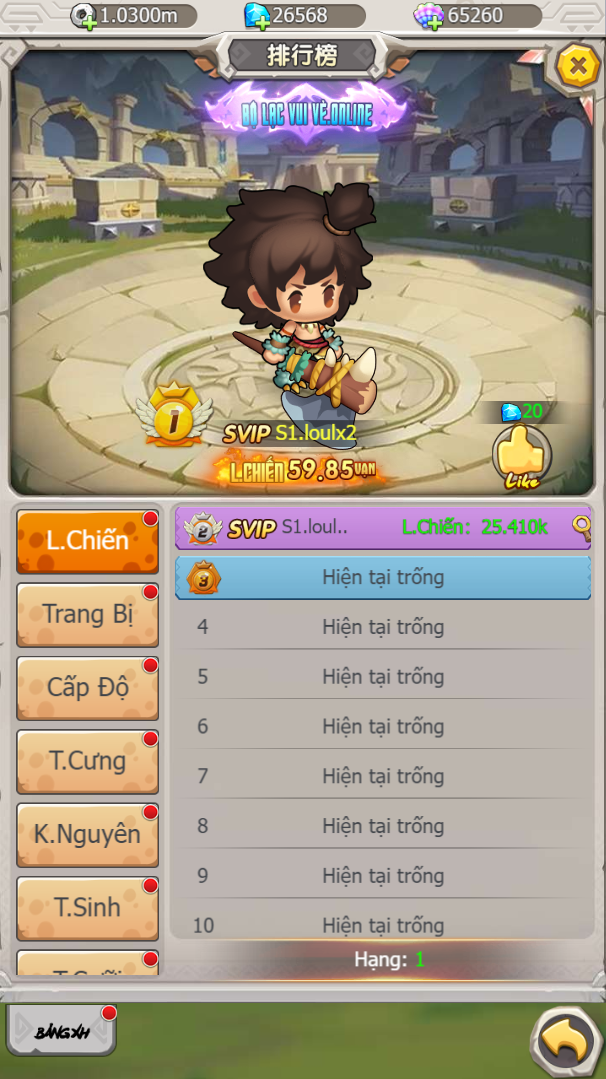 1.0300m
26568
65260
排行榜
BỘ LẠC VUI VẺ.ONLINE
1
20
SVIP S1.loulx2
L.CHIẾN 59.85 VẠN
Like
L.Chiến
Trang Bị
Cấp Độ
T.Cưng
K.Nguyên
T.Sinh
2 SVIP S1.loul.. L.Chiến: 25.410k
3 Hiện tại trống
4 Hiện tại trống
5 Hiện tại trống
6 Hiện tại trống
7 Hiện tại trống
8 Hiện tại trống
9 Hiện tại trống
10 Hiện tại trống
Hạng: 1
BẢNG XH